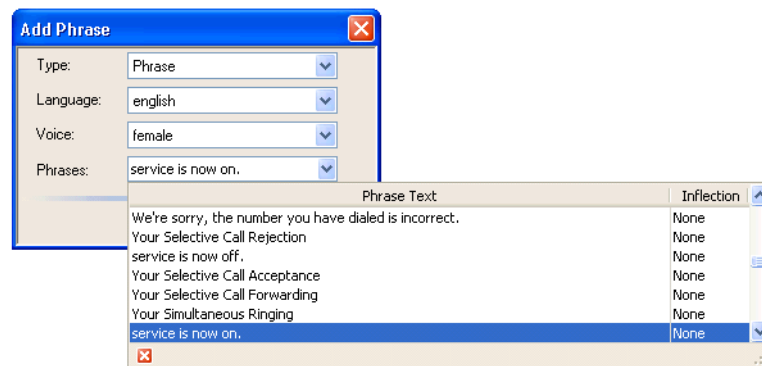 Add Phrase
Type: Phrase
Language: english
Voice: female
Phrases: service is now on.
Phrase Text Inflection
We're sorry, the number you have dialed is incorrect. None
Your Selective Call Rejection None
service is now off. None
Your Selective Call Acceptance None
Your Selective Call Forwarding None
Your Simultaneous Ringing None
service is now on. None